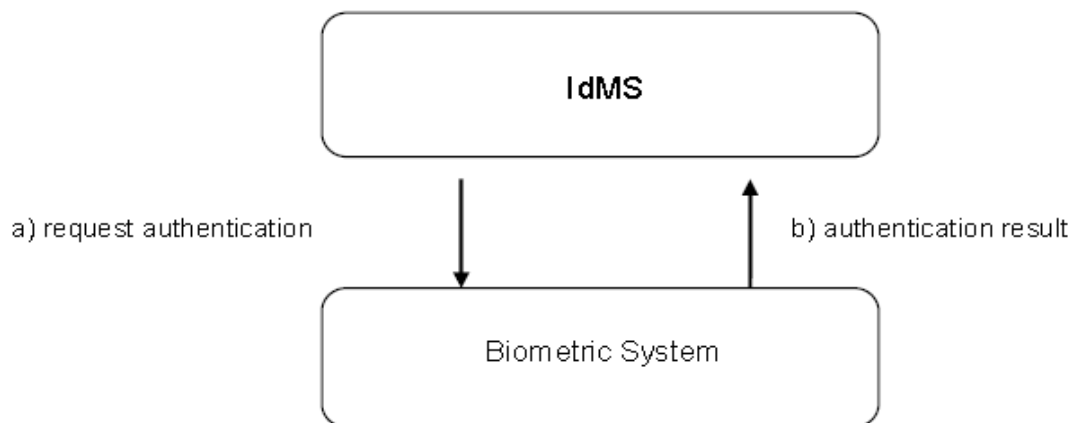 IdMS
a) request authentication
b) authentication result
Biometric System